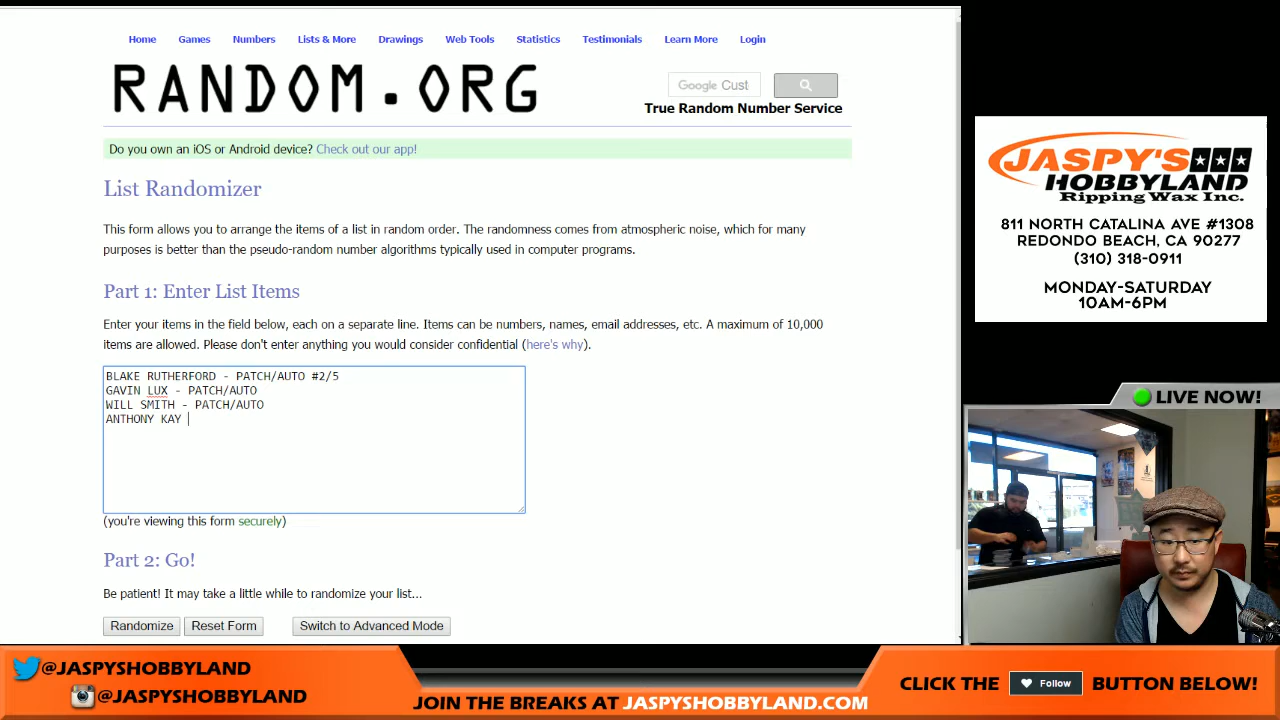 Home Games Numbers Lists & More Drawings Web Tools Statistics Testimonials Learn More Login
RANDOM.ORG
Google Cust
True Random Number Service
Do you own an iOS or Android device? Check out our app!
List Randomizer
This form allows you to arrange the items of a list in random order. The randomness comes from atmospheric noise, which for many
purposes is better than the pseudo-random number algorithms typically used in computer programs.
Part 1: Enter List Items
Enter your items in the field below, each on a separate line. Items can be numbers, names, email addresses, etc. A maximum of 10,000
items are allowed. Please don't enter anything you would consider confidential (here's why).
BLAKE RUTHERFORD - PATCH/AUTO #2/5
GAVIN LUX - PATCH/AUTO
WILL SMITH - PATCH/AUTO
ANTHONY KAY
(you're viewing this form securely)
Part 2: Go!
Be patient! It may take a little while to randomize your list...
Randomize Reset Form Switch to Advanced Mode
JASPY'S
HOBBYLAND
Ripping Wax Inc.
811 NORTH CATALINA AVE #1308
REDONDO BEACH, CA 90277
(310) 318-0911
MONDAY-SATURDAY
10AM-6PM
LIVE NOW!
@JASPYSHOBBYLAND
@JASPYSHOBBYLAND
JOIN THE BREAKS AT JASPYSHOBBYLAND.COM
CLICK THE Follow BUTTON BELOW!